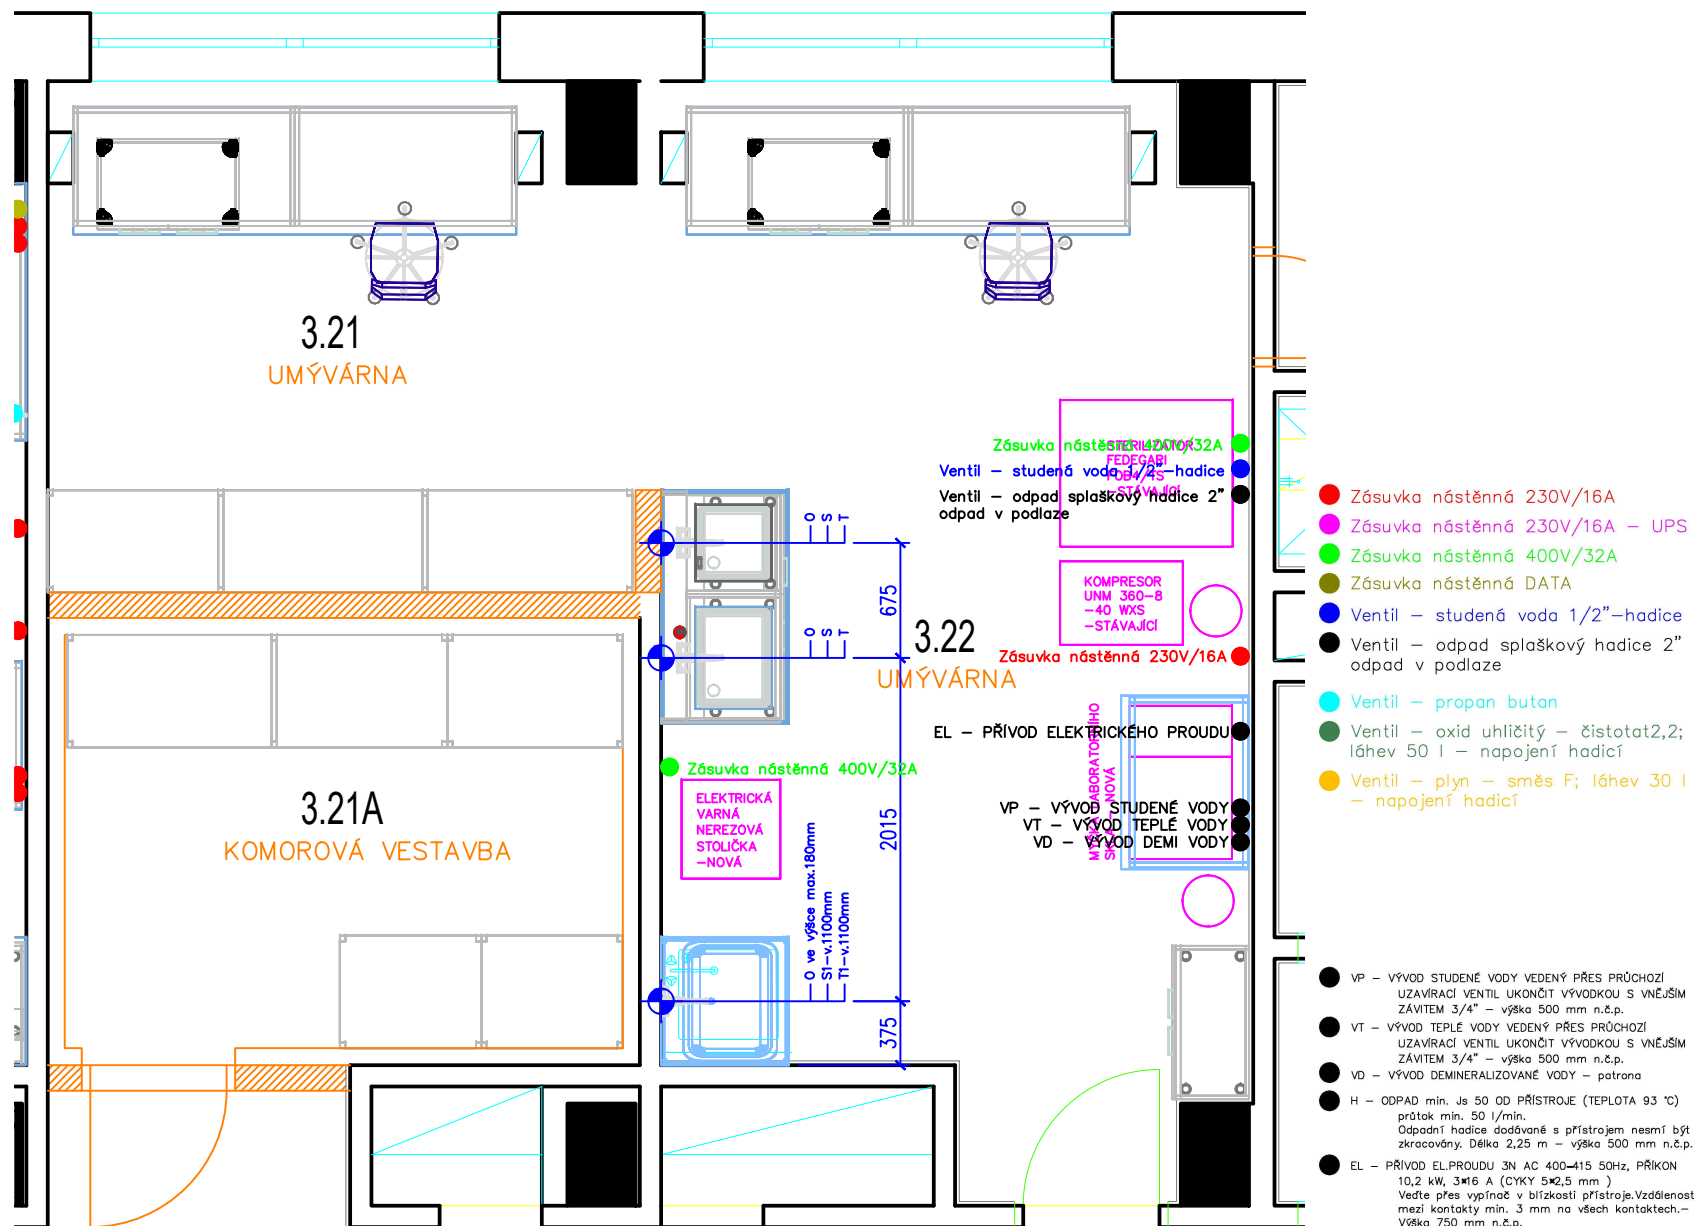 3.21
UMÝVÁRNA
Zásuvka nástěnná 400V/32A
STERILIZÁTOR
FEDEGARI
Ventil – studená voda 1/2"–hadice
Ventil – odpad splaškový hadice 2"
odpad v podlaze
–STÁVAJÍCÍ
O
S
T
675
KOMPRESOR
UNM 360–8
–40 WXS
–STÁVAJÍCÍ
O
S
T
3.22
UMÝVÁRNA
Zásuvka nástěnná 230V/16A
EL – PŘÍVOD ELEKTRICKÉHO PROUDU
Zásuvka nástěnná 400V/32A
ELEKTRICKÁ
VARNÁ
NEREZOVÁ
STOLIČKA
–NOVÁ
2015
VP – VÝVOD STUDENÉ VODY
VT – VÝVOD TEPLÉ VODY
VD – VÝVOD DEMI VODY
LABORATORNÍHO
NOVÁ
3.21A
KOMOROVÁ VESTAVBA
O ve výšce max.180mm
S1–v.1100mm
T1–v.1100mm
375
Zásuvka nástěnná 230V/16A
Zásuvka nástěnná 230V/16A – UPS
Zásuvka nástěnná 400V/32A
Zásuvka nástěnná DATA
Ventil – studená voda 1/2"–hadice
Ventil – odpad splaškový hadice 2"
odpad v podlaze
Ventil – propan butan
Ventil – oxid uhličitý – čistotat2,2;
láhev 50 l – napojení hadicí
Ventil – plyn – směs F; láhev 30 l
– napojení hadicí
VP – VÝVOD STUDENÉ VODY VEDENÝ PŘES PRŮCHOZÍ
UZAVÍRACÍ VENTIL UKONČIT VÝVODKOU S VNĚJŠÍM
ZÁVITEM 3/4" – výška 500 mm n.č.p.
VT – VÝVOD TEPLÉ VODY VEDENÝ PŘES PRŮCHOZÍ
UZAVÍRACÍ VENTIL UKONČIT VÝVODKOU S VNĚJŠÍM
ZÁVITEM 3/4" – výška 500 mm n.č.p.
VD – VÝVOD DEMINERALIZOVANÉ VODY – patrona
H – ODPAD min. Js 50 OD PŘÍSTROJE (TEPLOTA 93 °C)
průtok min. 50 l/min.
Odpadní hadice dodávané s přístrojem nesmí být
zkracovány. Délka 2,25 m – výška 500 mm n.č.p.
EL – PŘÍVOD EL.PROUDU 3N AC 400–415 50Hz, PŘÍKON
10,2 kW, 3*16 A (CYKY 5*2,5 mm )
Veďte přes vypínač v blízkosti přístroje.Vzdálenost
mezi kontakty min. 3 mm na všech kontaktech.–
Výška 750 mm n.č.p.